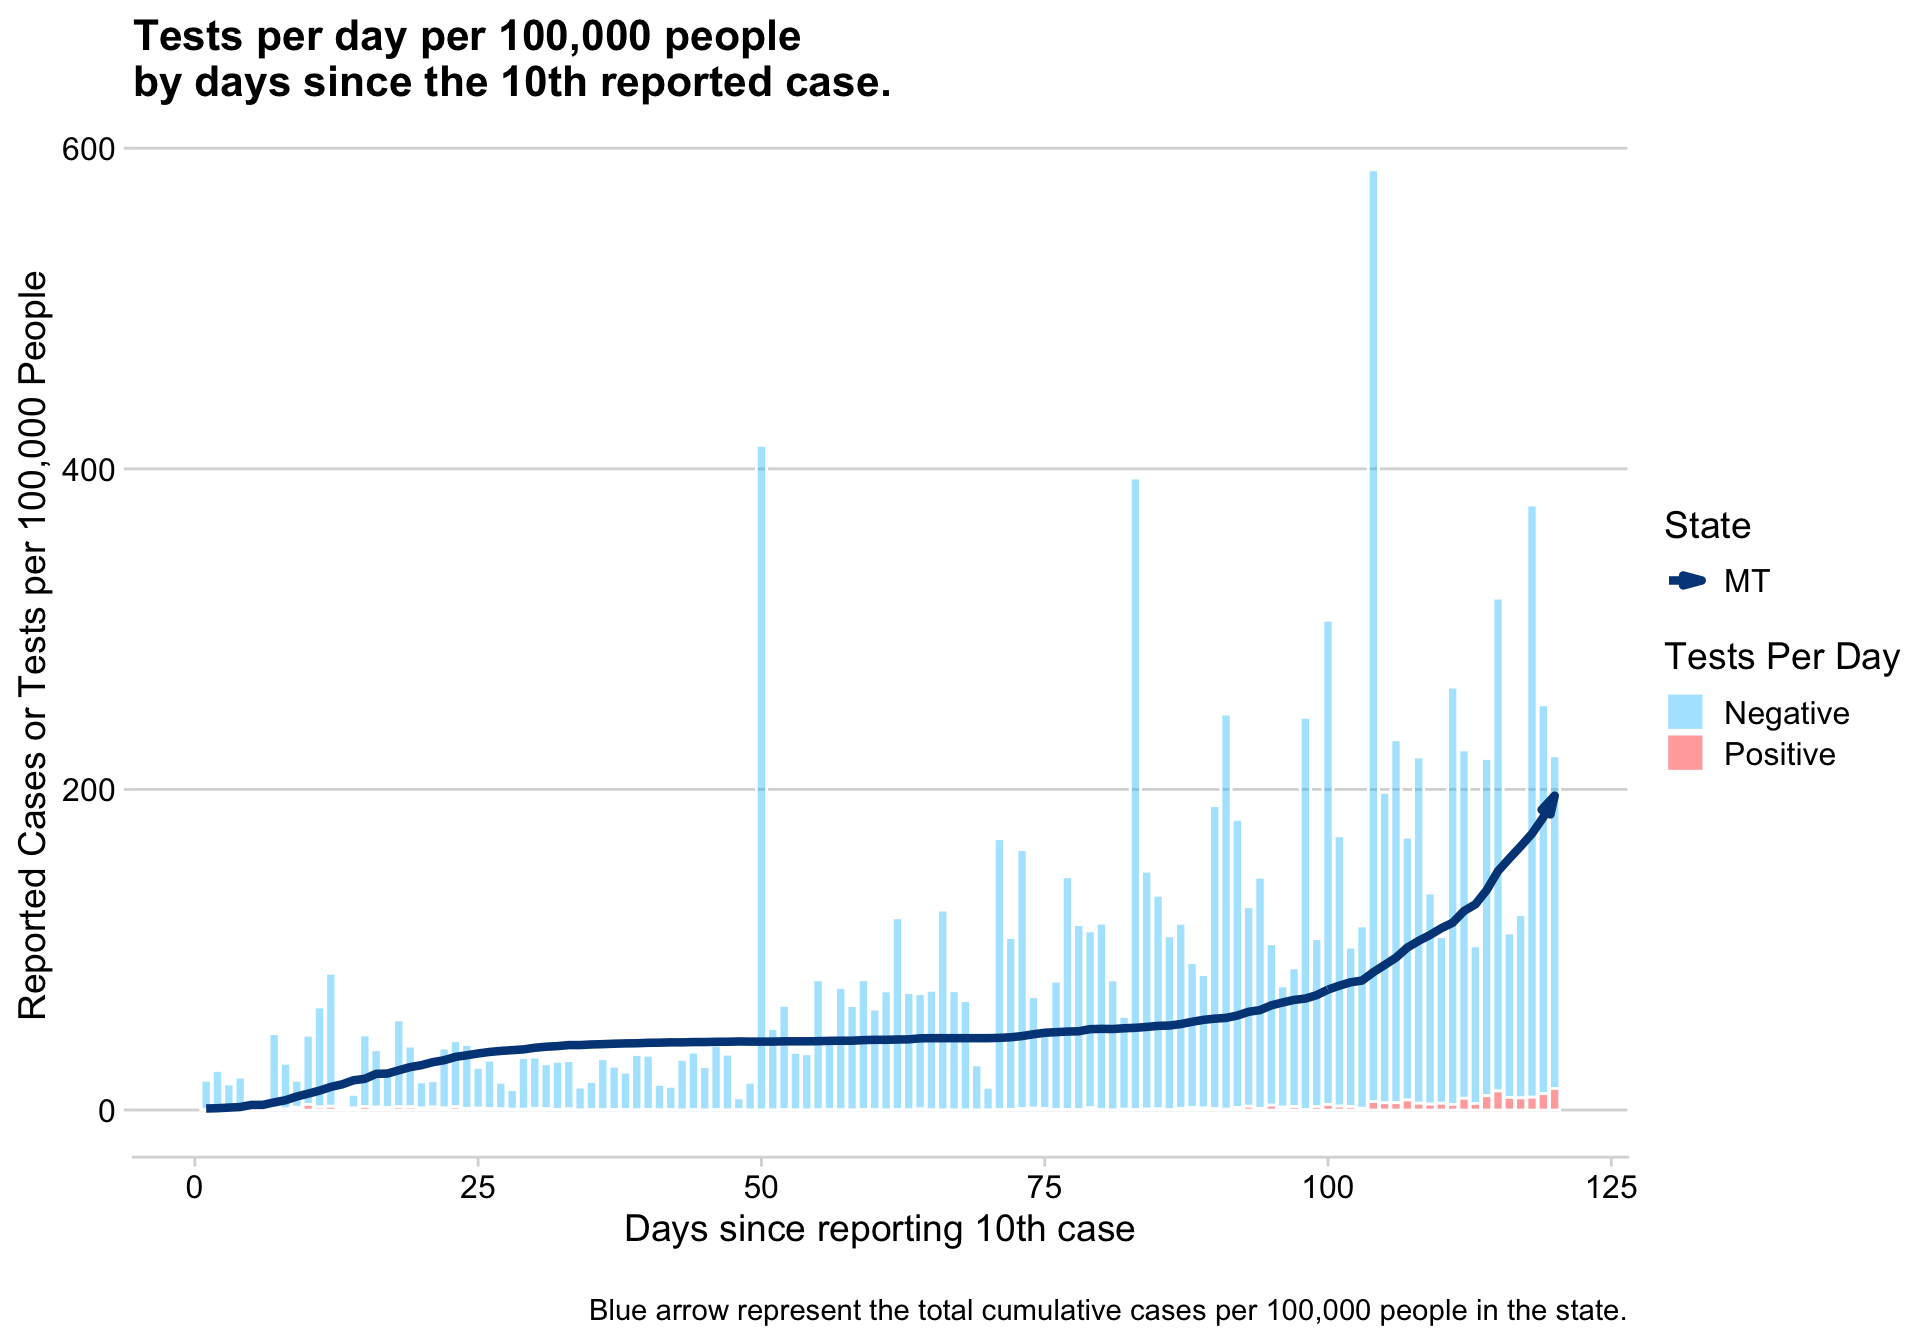 Tests per day per 100,000 people
by days since the 10th reported case.
Reported Cases or Tests per 100,000 People
600
400
200
0
0
25
50
75
100
125
Days since reporting 10th case
State
MT
Tests Per Day
Negative
Positive
Blue arrow represent the total cumulative cases per 100,000 people in the state.